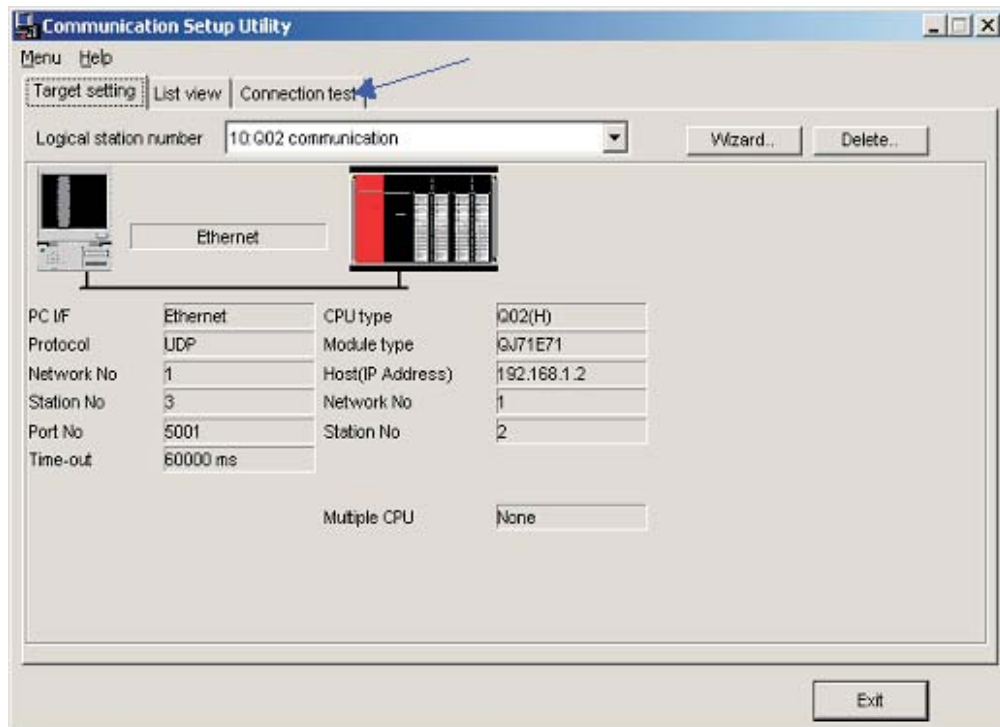 Communication Setup Utility
Menu Help
Target setting List view Connection test
Logical station number 10:Q02 communication Wizard.. Delete..
Ethernet
PC I/F Ethernet CPU type Q02(H)
Protocol UDP Module type QJ71E71
Network No 1 Host(IP Address) 192.168.1.2
Station No 3 Network No 1
Port No 5001 Station No 2
Time-out 60000 ms
Multiple CPU None
Exit